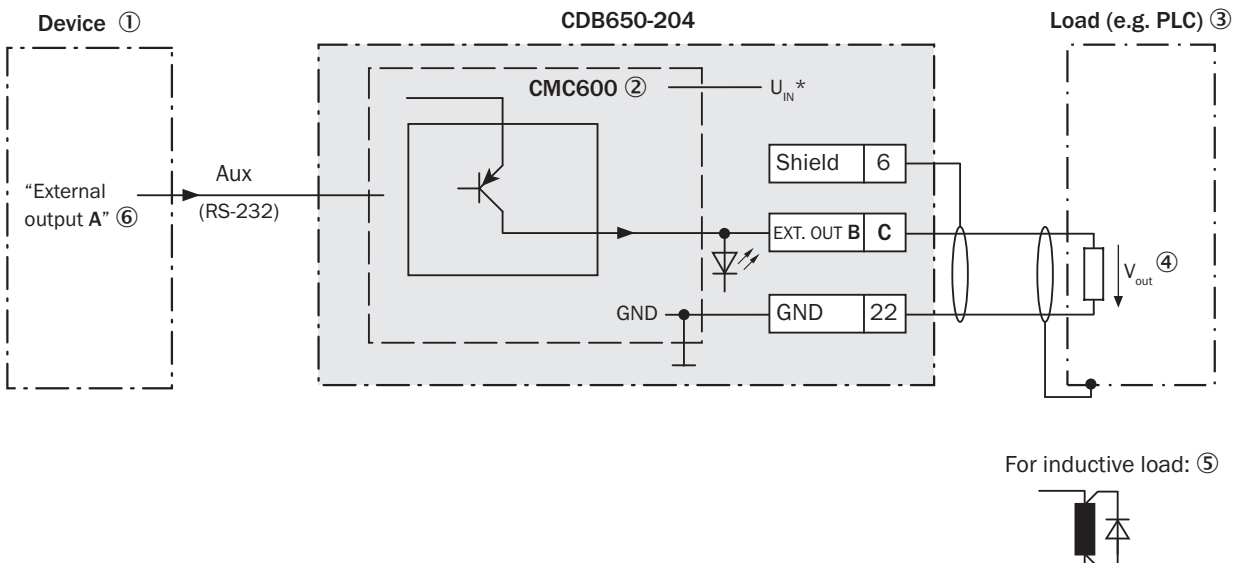 Device ①
CDB650-204
Load (e.g. PLC) ③
CMC600 ②
U_IN*
Shield 6
Aux
(RS-232)
"External
output A" ⑥
EXT. OUT B C
V_out ④
GND
GND 22
For inductive load: ⑤